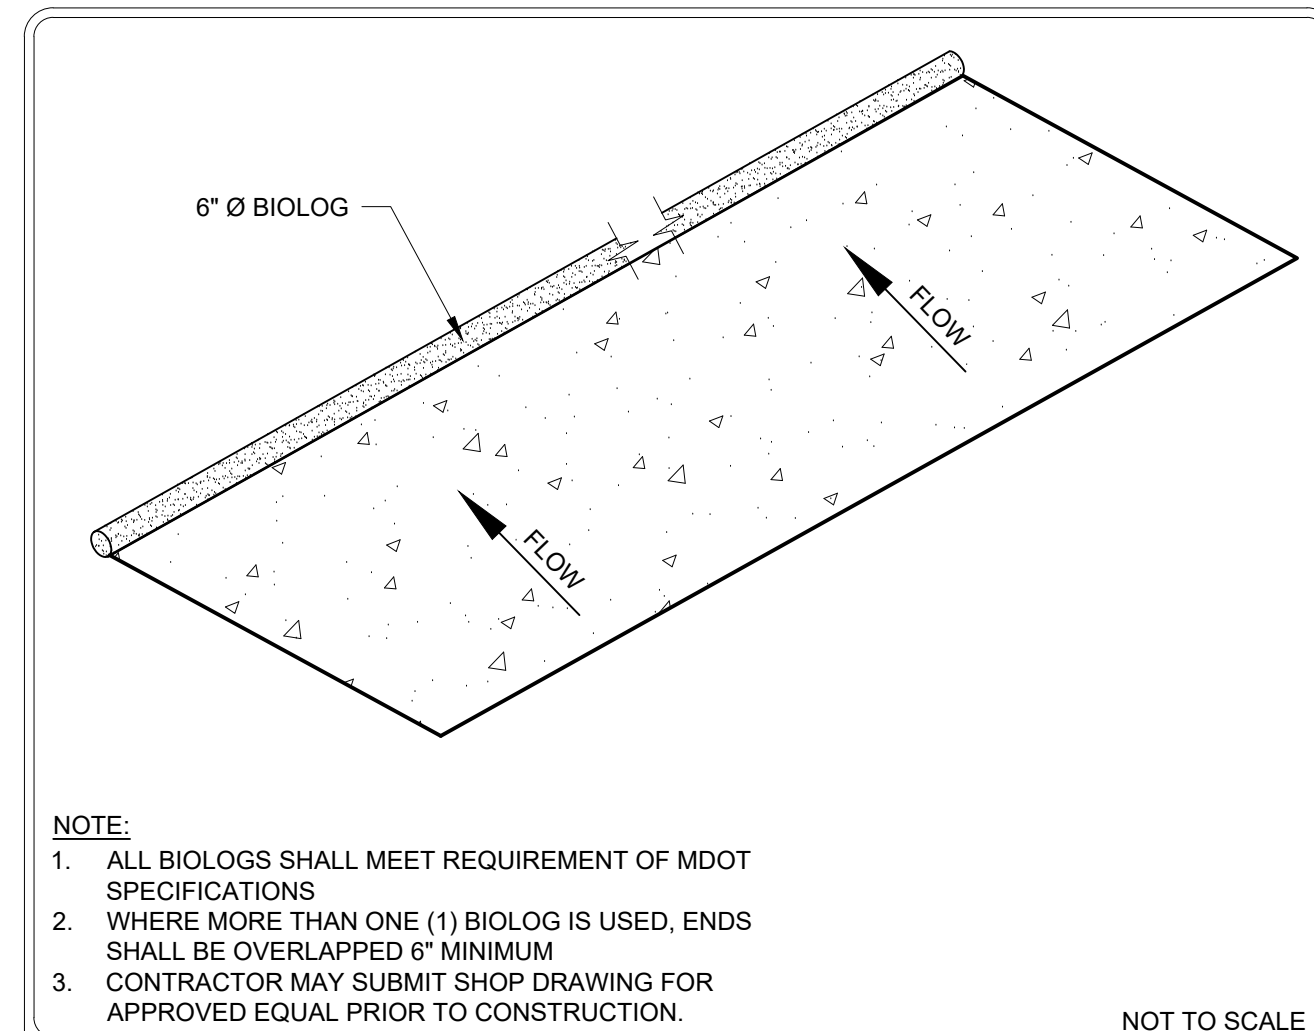 6" Ø BIOLOG
FLOW
FLOW
NOTE:
1. ALL BIOLOGS SHALL MEET REQUIREMENT OF MDOT
SPECIFICATIONS
2. WHERE MORE THAN ONE (1) BIOLOG IS USED, ENDS
SHALL BE OVERLAPPED 6" MINIMUM
3. CONTRACTOR MAY SUBMIT SHOP DRAWING FOR
APPROVED EQUAL PRIOR TO CONSTRUCTION.
NOT TO SCALE